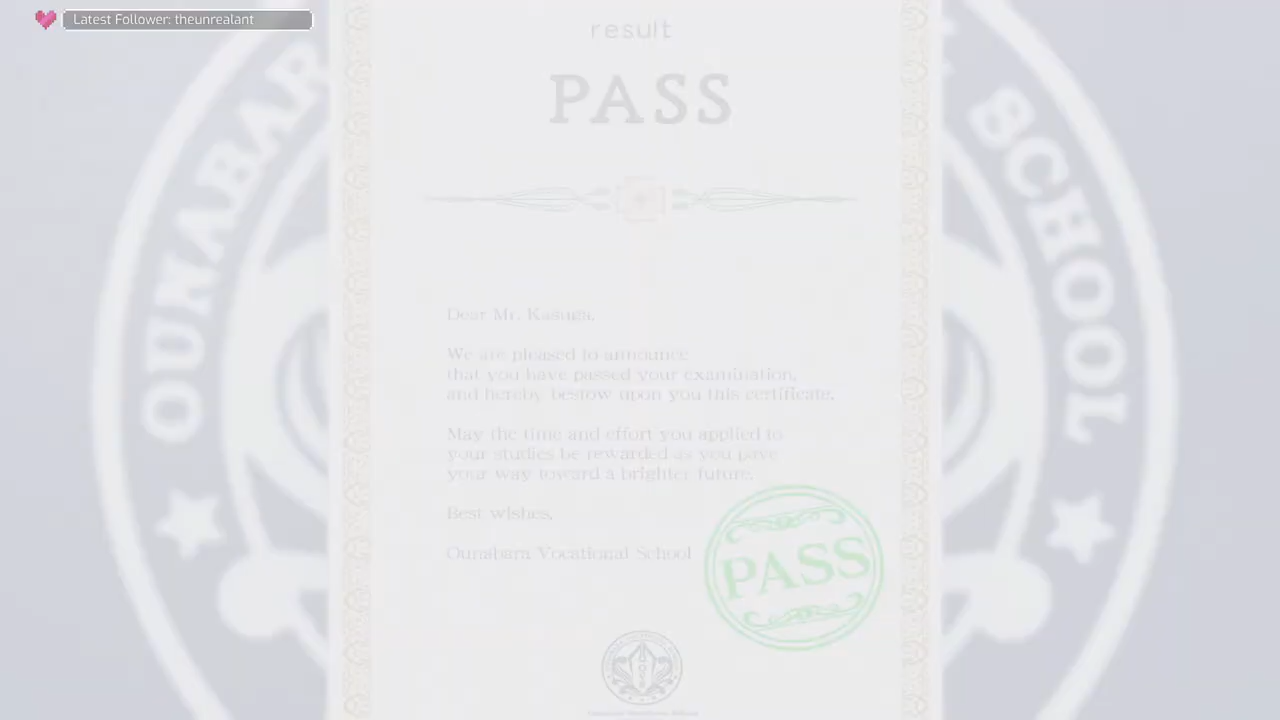 Latest Follower: theunrealant
result
PASS
Dear Mr. Kasuga,
We are pleased to announce
that you have passed your examination,
and hereby bestow upon you this certificate.
May the time and effort you applied to
your studies be rewarded as you pave
your way toward a brighter future.
Best wishes,
Ounabara Vocational School
PASS
OUNABAR
SCHOOL